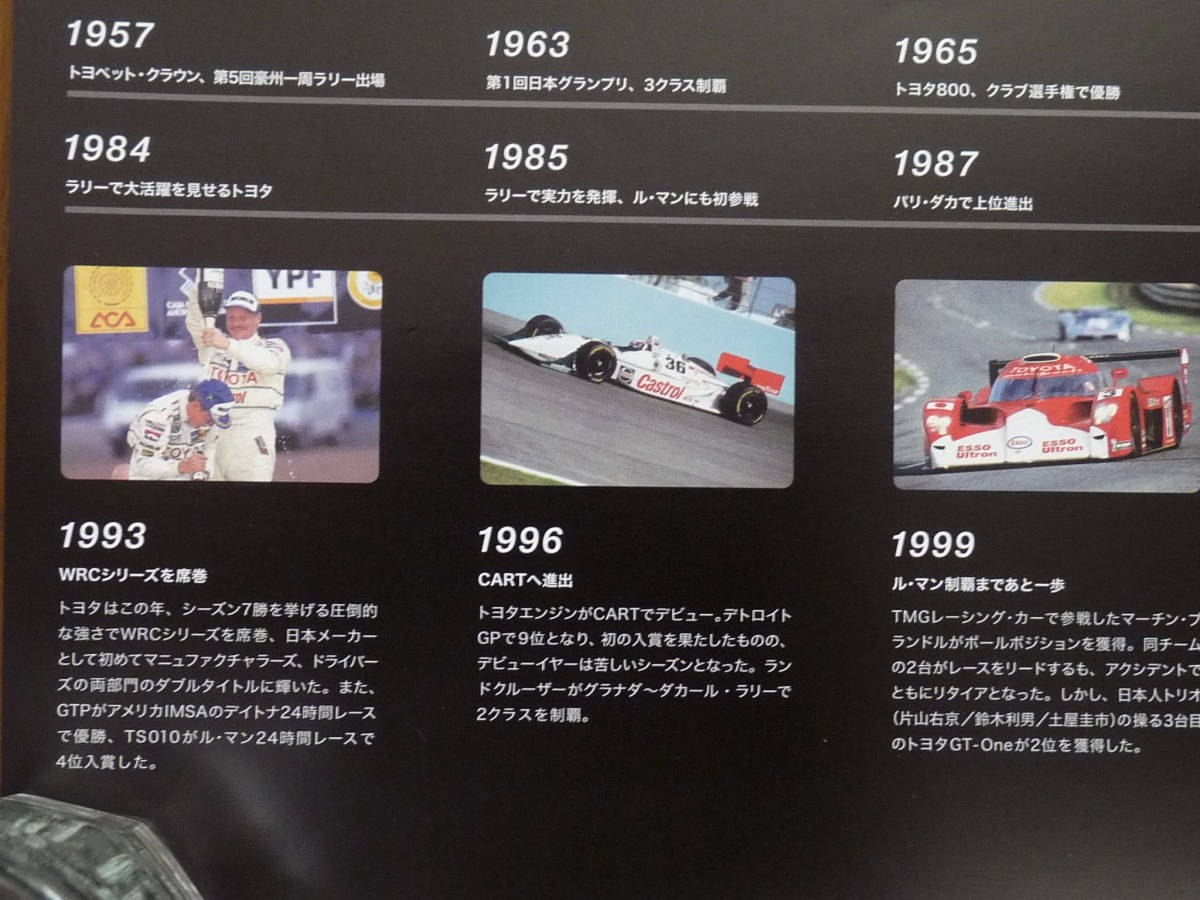 1957
トヨペット・クラウン、第5回豪州一周ラリー出場
1963
第1回日本グランプリ、3クラス制覇
1965
トヨタ800、クラブ選手権で優勝
1984
ラリーで大活躍を見せるトヨタ
1985
ラリーで実力を発揮、ル・マンにも初参戦
1987
パリ・ダカで上位進出
ACA
YPF
TOYOTA
36
Castrol
TOYOTA
ESSO
Ultron
Esso
ESSO
Ultron
1993
WRCシリーズを席巻
トヨタはこの年、シーズン7勝を挙げる圧倒的
な強さでWRCシリーズを席巻、日本メーカー
として初めてマニュファクチャラーズ、ドライバー
ズの両部門のダブルタイトルに輝いた。また、
GTPがアメリカIMSAのデイトナ24時間レース
で優勝、TS010がル・マン24時間レースで
4位入賞した。
1996
CARTへ進出
トヨタエンジンがCARTでデビュー。デトロイト
GPで9位となり、初の入賞を果たしたものの、
デビューイヤーは苦しいシーズンとなった。ラン
ドクルーザーがグラナダ〜ダカール・ラリーで
2クラスを制覇。
1999
ル・マン制覇まであと一歩
TMGレーシング・カーで参戦したマーチン・ブ
ランドルがポールポジションを獲得。同チーム
の2台がレースをリードするも、アクシデントで
ともにリタイアとなった。しかし、日本人トリオ
(片山右京／鈴木利男／土屋圭市)の操る3台目
のトヨタGT-Oneが2位を獲得した。